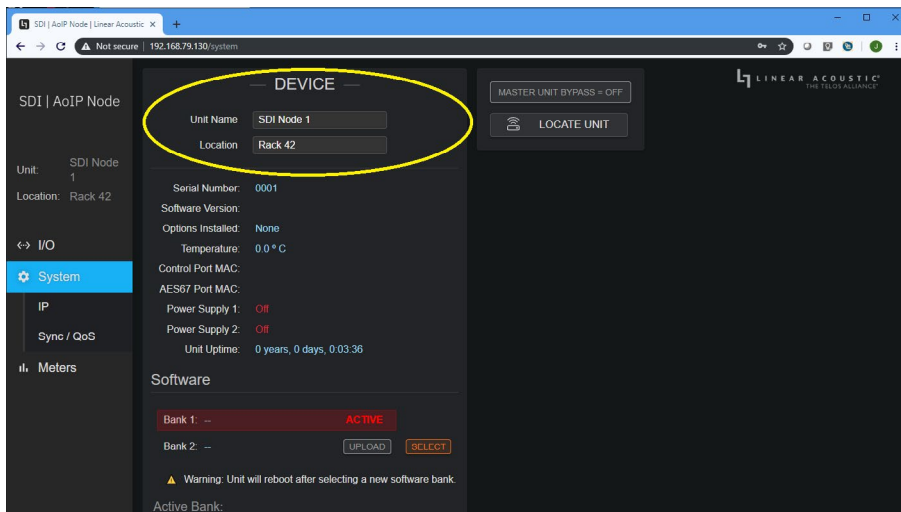 SDI | AoIP Node | Linear Acoustic
Not secure | 192.168.79.130/system
SDI | AoIP Node
Unit: SDI Node
1
Location: Rack 42
I/O
System
IP
Sync / QoS
Meters
DEVICE
Unit Name SDI Node 1
Location Rack 42
Serial Number: 0001
Software Version:
Options Installed: None
Temperature: 0.0 º C
Control Port MAC:
AES67 Port MAC:
Power Supply 1: Off
Power Supply 2: Off
Unit Uptime: 0 years, 0 days, 0:03:36
Software
Bank 1: -- ACTIVE
Bank 2: -- UPLOAD SELECT
Warning: Unit will reboot after selecting a new software bank.
Active Bank:
MASTER UNIT BYPASS = OFF
LOCATE UNIT
LINEAR ACOUSTIC®
THE TELOS ALLIANCE®